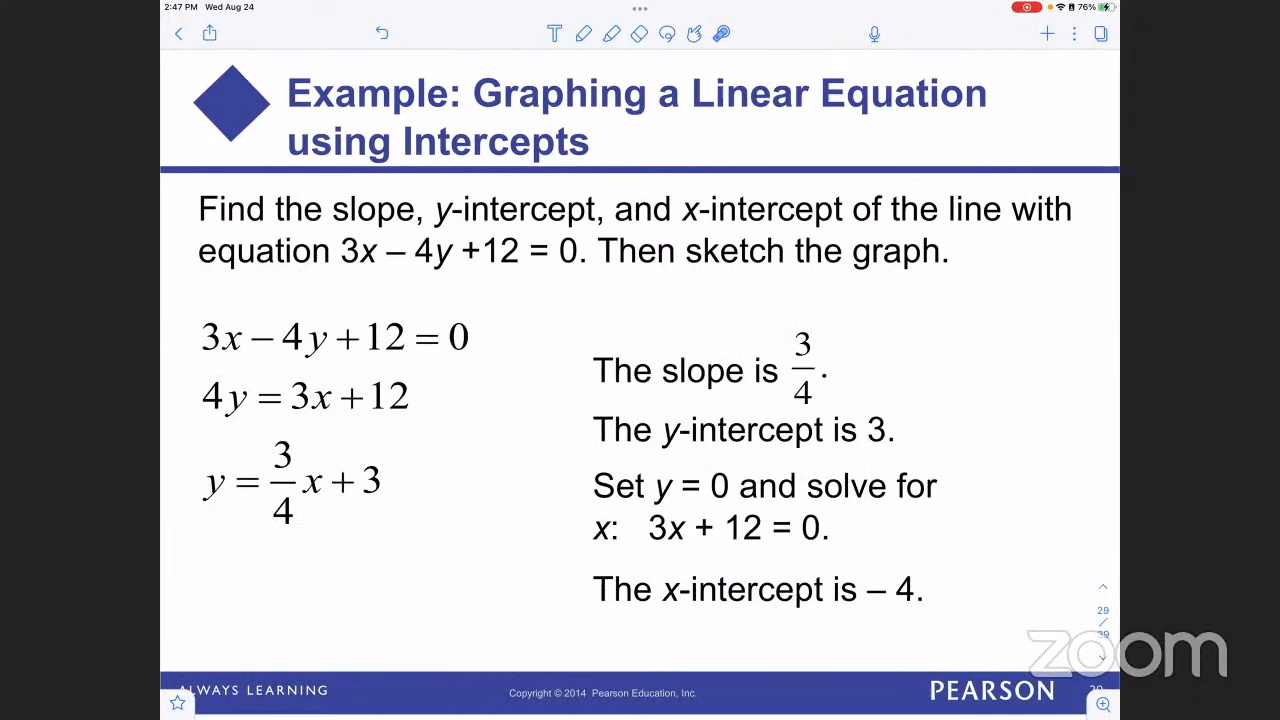 2:47 PM Wed Aug 24
76%
Example: Graphing a Linear Equation
using Intercepts
Find the slope, y-intercept, and x-intercept of the line with
equation 3x – 4y +12 = 0. Then sketch the graph.
3x − 4y + 12 = 0
4y = 3x + 12
y = 3/4 x + 3
The slope is 3/4.
The y-intercept is 3.
Set y = 0 and solve for
x: 3x + 12 = 0.
The x-intercept is – 4.
29
/
39
zoom
ALWAYS LEARNING
Copyright © 2014 Pearson Education, Inc.
PEARSON